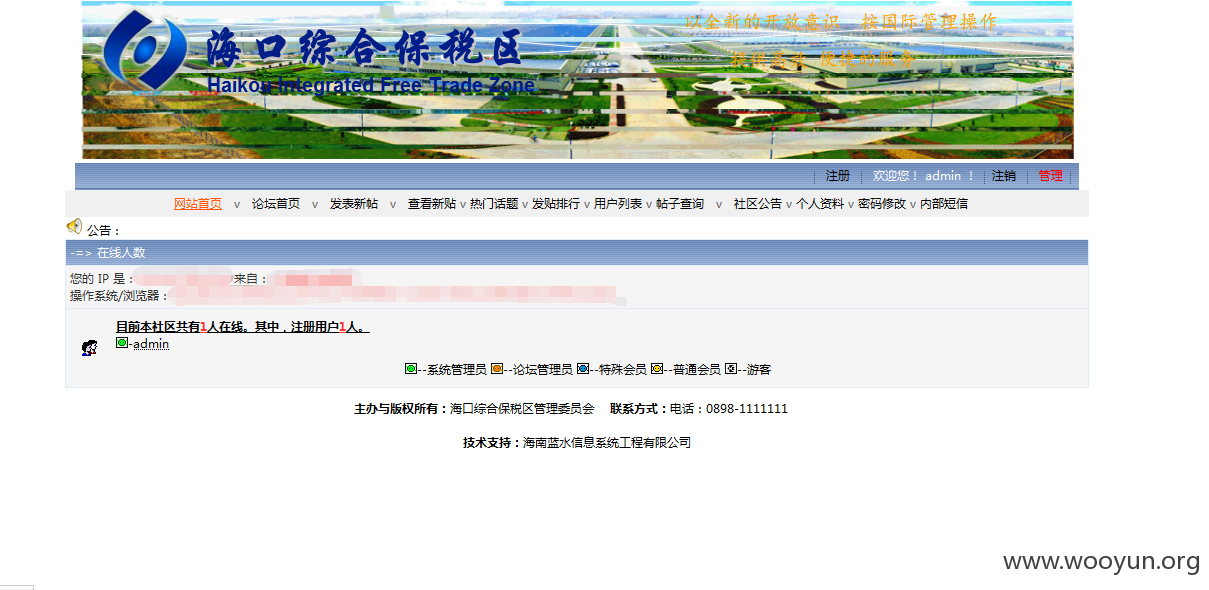 以全新的开放意识 按国际管理操作
海口综合保税区
提供高效 便捷的服务
Haikou Integrated Free Trade Zone
注册 欢迎您！ admin ！ 注销 管理
网站首页 v 论坛首页 v 发表新帖 v 查看新贴 v 热门话题 v 发贴排行 v 用户列表 v 帖子查询 v 社区公告 v 个人资料 v 密码修改 v 内部短信
公告：
-=> 在线人数
您的 IP 是： 来自：
操作系统/浏览器：
目前本社区共有1人在线。其中，注册用户1人。
-admin
--系统管理员 --论坛管理员 --特殊会员 --普通会员 --游客
主办与版权所有：海口综合保税区管理委员会 联系方式：电话：0898-1111111
技术支持：海南蓝水信息系统工程有限公司
www.wooyun.org